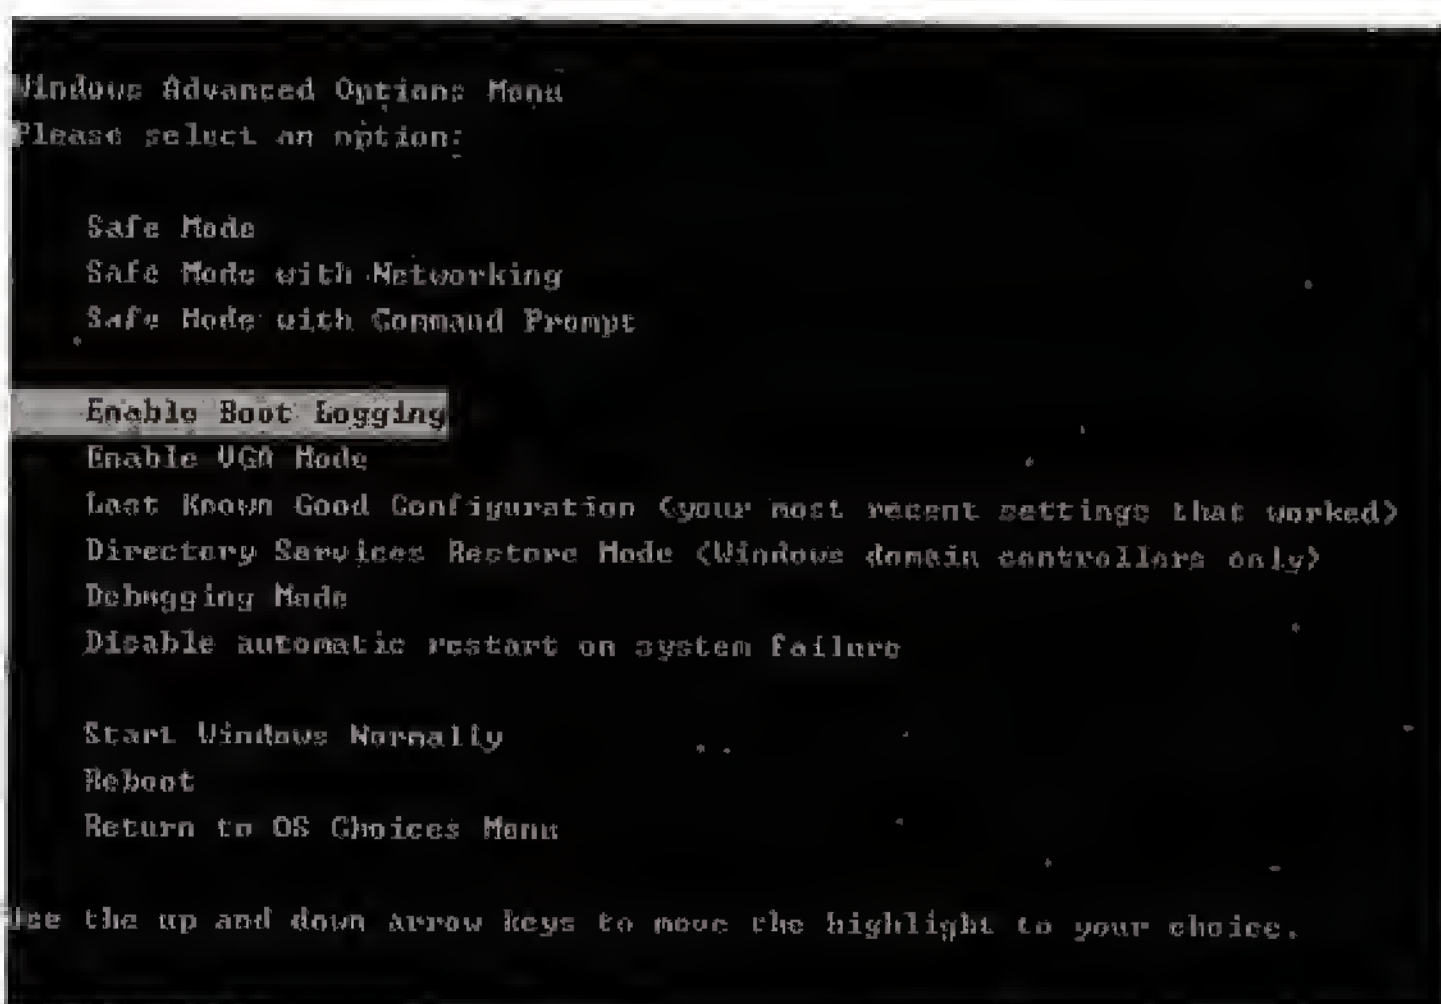 Windows Advanced Options Menu
Please select an option:
Safe Mode
Safe Mode with Networking
Safe Mode with Command Prompt
Enable Boot Logging
Enable VGA Mode
Last Known Good Configuration (your most recent settings that worked)
Directory Services Restore Mode (Windows domain controllers only)
Debugging Mode
Disable automatic restart on system failure
Start Windows Normally
Reboot
Return to OS Choices Menu
Use the up and down arrow keys to move the highlight to your choice.